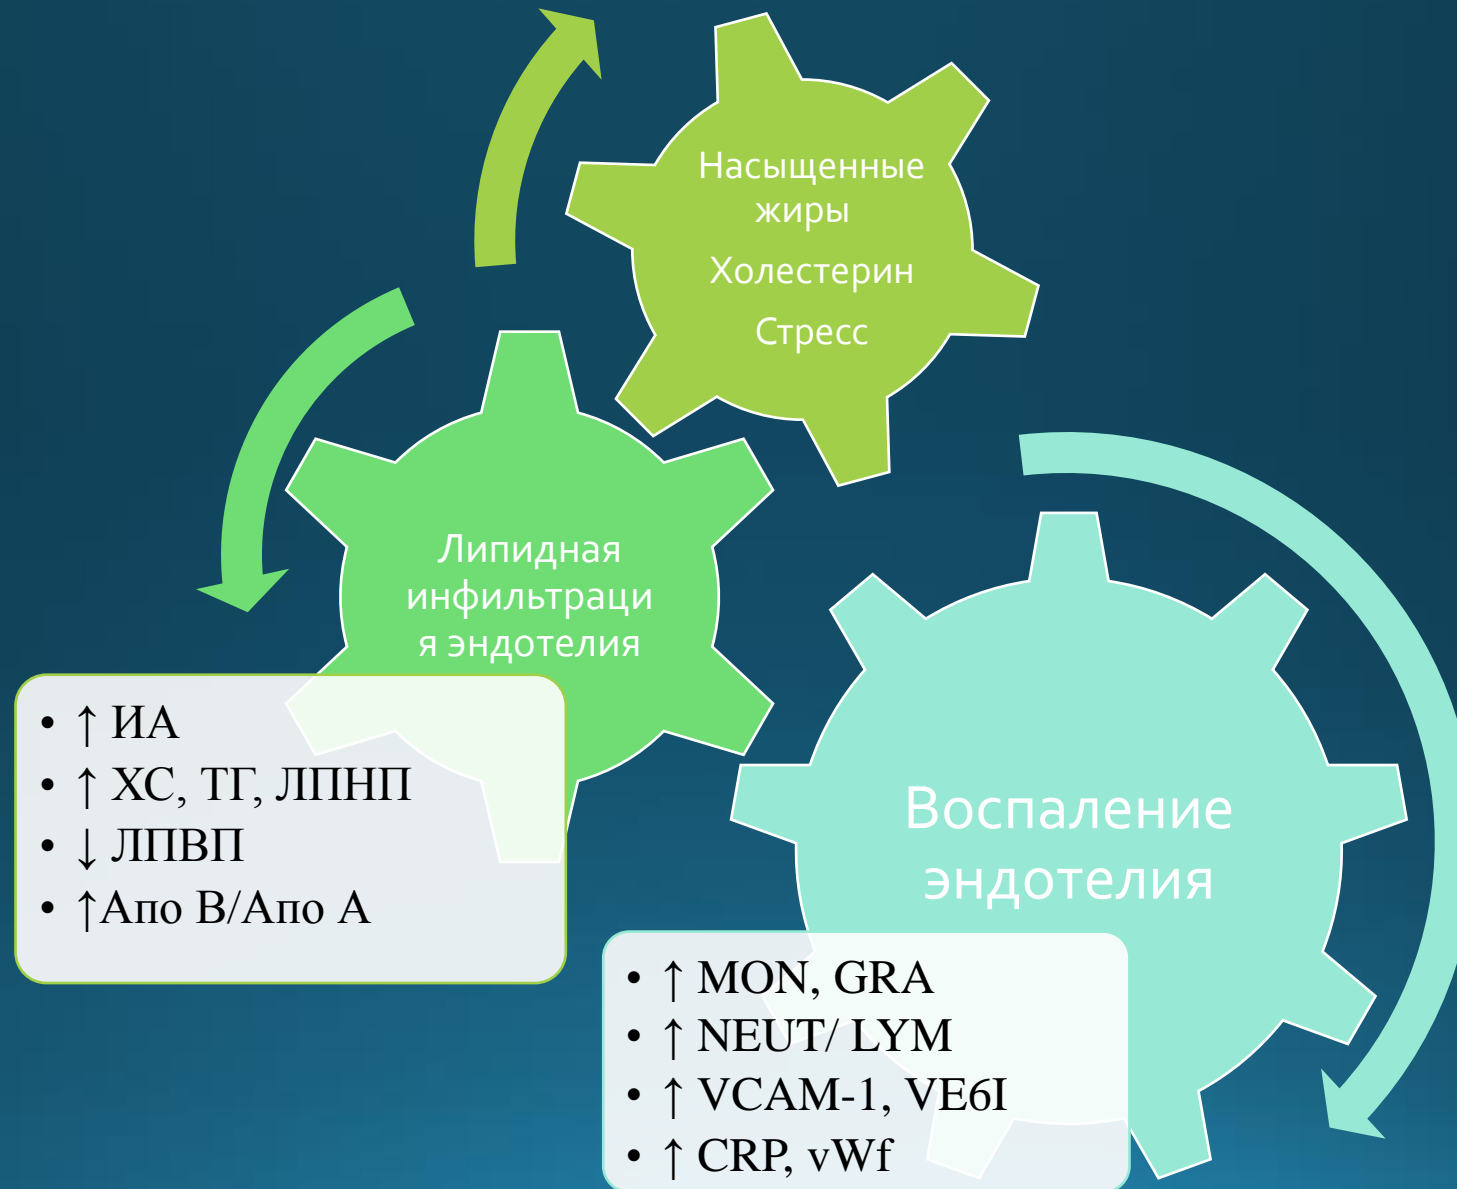 Насыщенные
жиры
Холестерин
Стресс
Липидная
инфильтраци
я эндотелия
• ↑ ИА
• ↑ ХС, ТГ, ЛПНП
• ↓ ЛПВП
• ↑Апо В/Апо А
Воспаление
эндотелия
• ↑ MON, GRA
• ↑ NEUT/ LYM
• ↑ VCAM-1, VE6I
• ↑ CRP, vWf